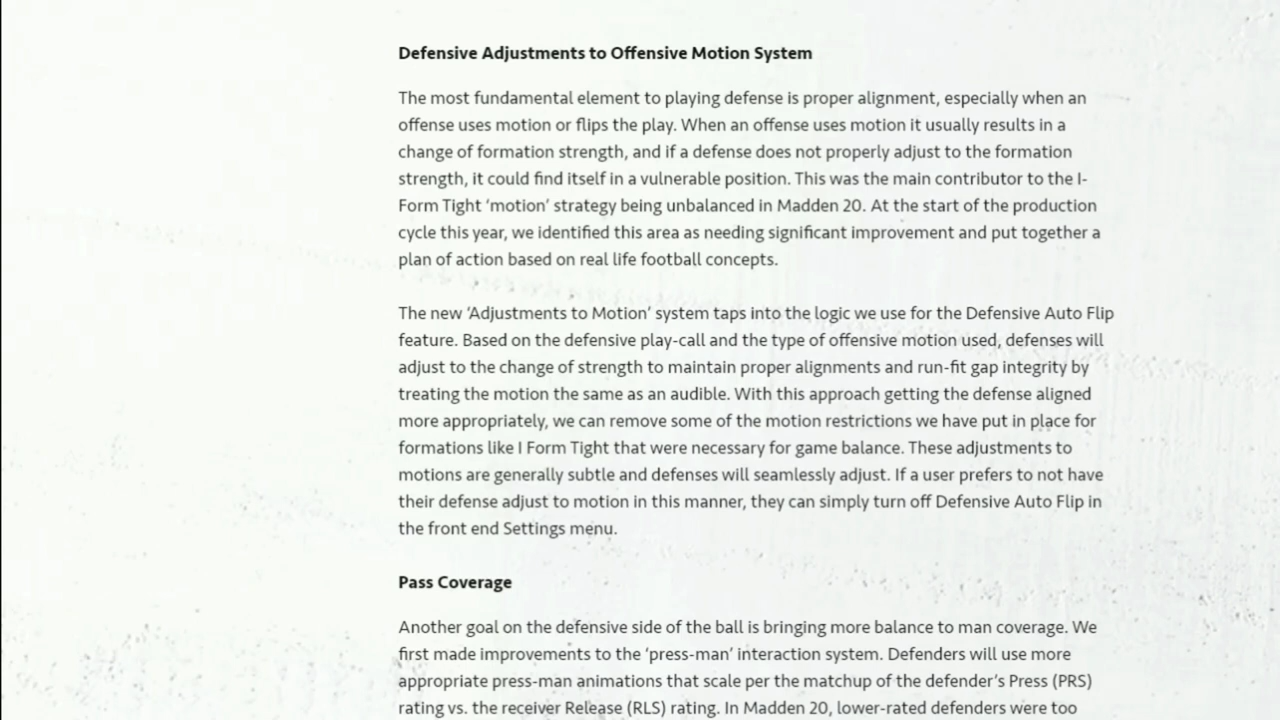 Defensive Adjustments to Offensive Motion System
The most fundamental element to playing defense is proper alignment, especially when an
offense uses motion or flips the play. When an offense uses motion it usually results in a
change of formation strength, and if a defense does not properly adjust to the formation
strength, it could find itself in a vulnerable position. This was the main contributor to the I-
Form Tight ‘motion’ strategy being unbalanced in Madden 20. At the start of the production
cycle this year, we identified this area as needing significant improvement and put together a
plan of action based on real life football concepts.
The new ‘Adjustments to Motion’ system taps into the logic we use for the Defensive Auto Flip
feature. Based on the defensive play-call and the type of offensive motion used, defenses will
adjust to the change of strength to maintain proper alignments and run-fit gap integrity by
treating the motion the same as an audible. With this approach getting the defense aligned
more appropriately, we can remove some of the motion restrictions we have put in place for
formations like I Form Tight that were necessary for game balance. These adjustments to
motions are generally subtle and defenses will seamlessly adjust. If a user prefers to not have
their defense adjust to motion in this manner, they can simply turn off Defensive Auto Flip in
the front end Settings menu.
Pass Coverage
Another goal on the defensive side of the ball is bringing more balance to man coverage. We
first made improvements to the ‘press-man’ interaction system. Defenders will use more
appropriate press-man animations that scale per the matchup of the defender’s Press (PRS)
rating vs. the receiver Release (RLS) rating. In Madden 20, lower-rated defenders were too